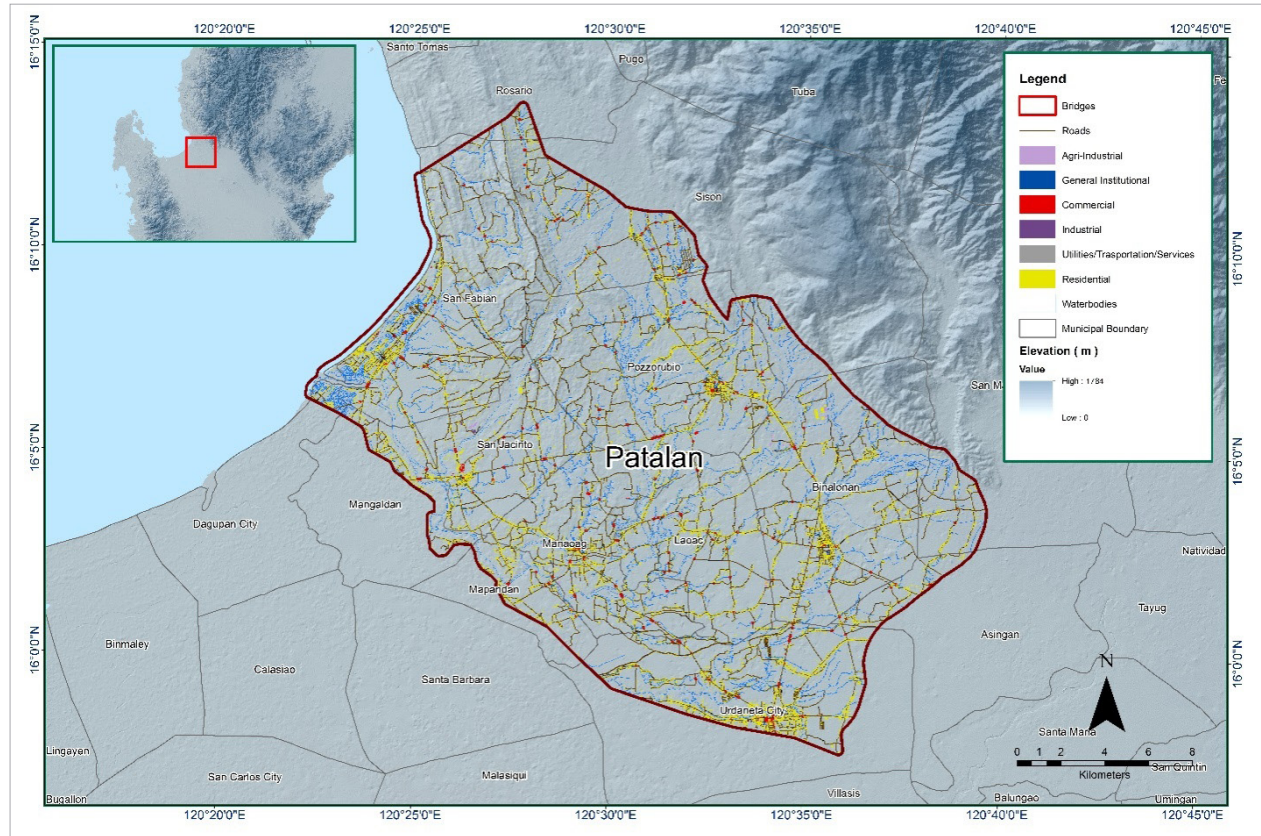 120°20'0"E
120°25'0"E
120°30'0"E
120°35'0"E
120°40'0"E
120°45'0"E
16°15'0"N
16°10'0"N
16°5'0"N
16°0'0"N
Santo Tomas
Pugo
Rosario
Tuba
Sison
San Fabian
Pozzorubio
San Jacinto
Patalan
Binalonan
Mangaldan
Dagupan City
Manaoag
Laoac
Mapandan
Natividad
Tayug
Asingan
Binmaley
Calasiao
Santa Barbara
Urdaneta City
Santa Maria
Lingayen
San Carlos City
Malasiqui
San Quintin
Bugallon
Villasis
Balungao
Umingan
Legend
Bridges
Roads
Agri-Industrial
General Institutional
Commercial
Industrial
Utilities/Trasportation/Services
Residential
Waterbodies
Municipal Boundary
Elevation ( m )
Value
High : 1784
Low : 0
N
0 1 2 4 6 8
Kilometers
16°10'0"N
16°5'0"N
16°0'0"N
120°20'0"E
120°25'0"E
120°30'0"E
120°35'0"E
120°40'0"E
120°45'0"E